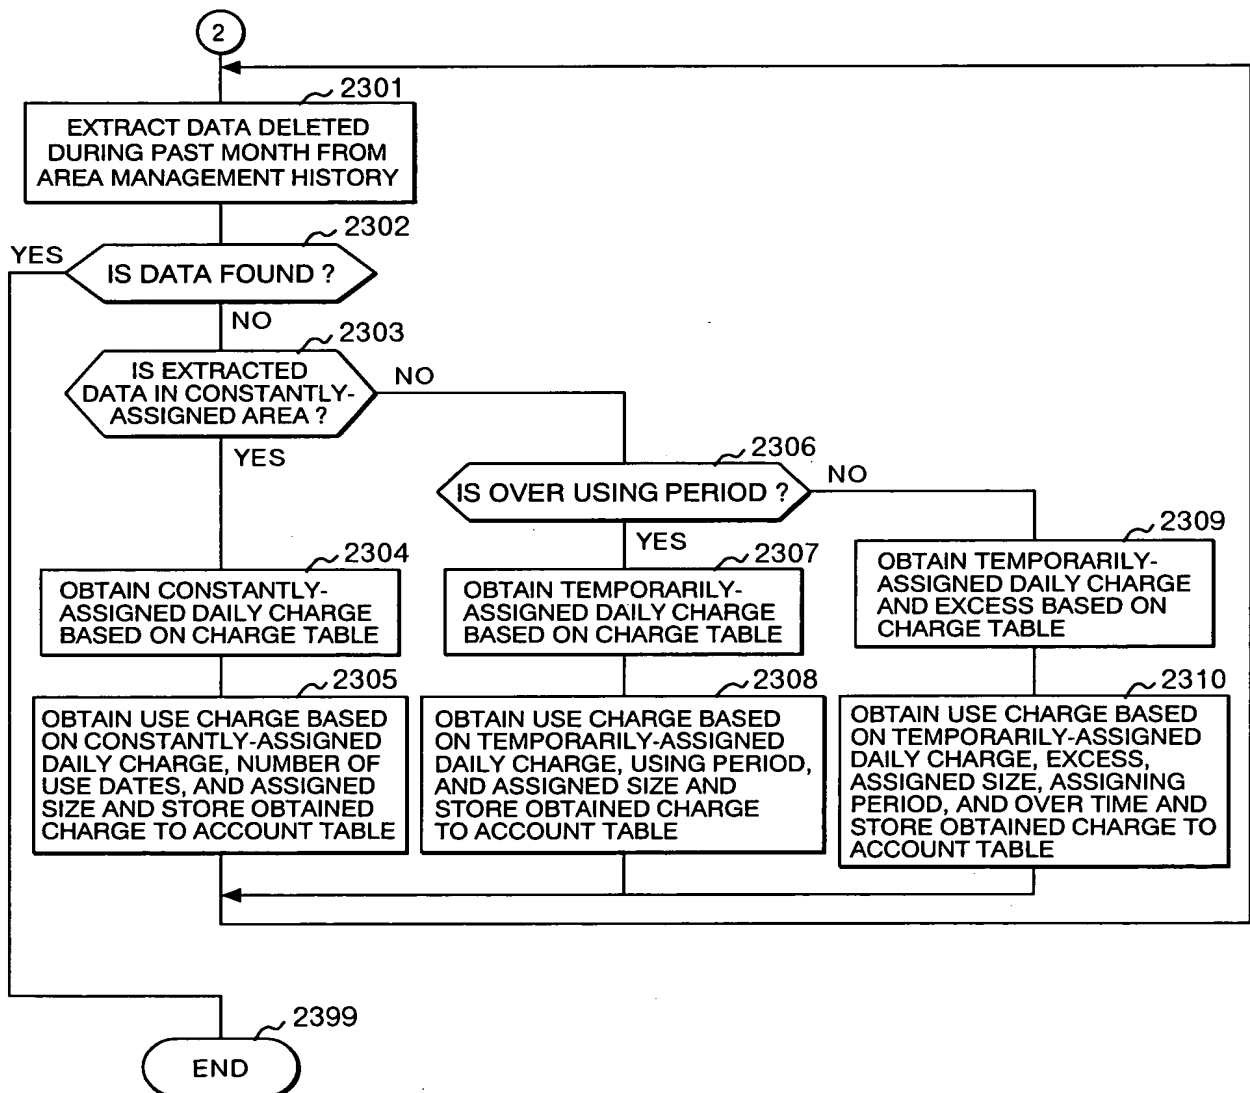 2
2301
EXTRACT DATA DELETED
DURING PAST MONTH FROM
AREA MANAGEMENT HISTORY
2302
YES
IS DATA FOUND ?
NO
2303
IS EXTRACTED
DATA IN CONSTANTLY-
ASSIGNED AREA ?
NO
YES
2306
IS OVER USING PERIOD ?
NO
YES
2304
OBTAIN CONSTANTLY-
ASSIGNED DAILY CHARGE
BASED ON CHARGE TABLE
2307
OBTAIN TEMPORARILY-
ASSIGNED DAILY CHARGE
BASED ON CHARGE TABLE
2309
OBTAIN TEMPORARILY-
ASSIGNED DAILY CHARGE
AND EXCESS BASED ON
CHARGE TABLE
2305
OBTAIN USE CHARGE BASED
ON CONSTANTLY-ASSIGNED
DAILY CHARGE, NUMBER OF
USE DATES, AND ASSIGNED
SIZE AND STORE OBTAINED
CHARGE TO ACCOUNT TABLE
2308
OBTAIN USE CHARGE BASED
ON TEMPORARILY-ASSIGNED
DAILY CHARGE, USING PERIOD,
AND ASSIGNED SIZE AND
STORE OBTAINED CHARGE
TO ACCOUNT TABLE
2310
OBTAIN USE CHARGE BASED
ON TEMPORARILY-ASSIGNED
DAILY CHARGE, EXCESS,
ASSIGNED SIZE, ASSIGNING
PERIOD, AND OVER TIME AND
STORE OBTAINED CHARGE TO
ACCOUNT TABLE
2399
END